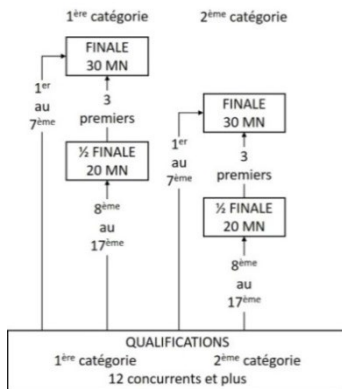 1ère catégorie
2ème catégorie
FINALE
30 MN
1er
au
7ème
3
premiers
½ FINALE
20 MN
8ème
au
17ème
FINALE
30 MN
1er
au
7ème
3
premiers
½ FINALE
20 MN
8ème
au
17ème
QUALIFICATIONS
1ère catégorie 2ème catégorie
12 concurrents et plus